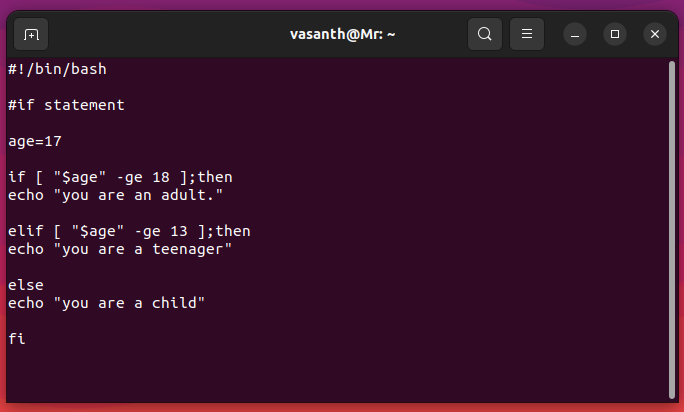 vasanth@Mr: ~
#!/bin/bash
#if statement
age=17
if [ "$age" -ge 18 ];then
echo "you are an adult."
elif [ "$age" -ge 13 ];then
echo "you are a teenager"
else
echo "you are a child"
fi